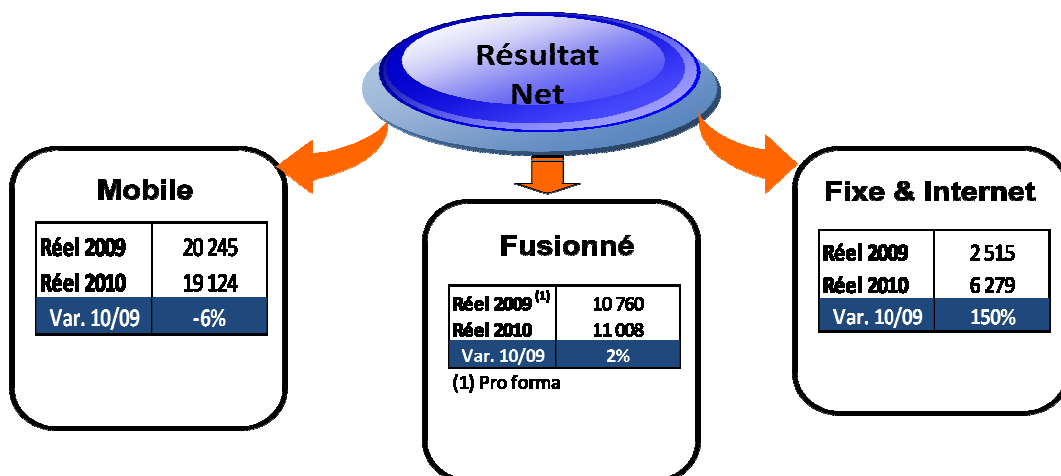 Résultat
Net
Mobile
Réel 2009 20 245
Réel 2010 19 124
Var. 10/09 -6%
Fusionné
Réel 2009 (1) 10 760
Réel 2010 11 008
Var. 10/09 2%
(1) Pro forma
Fixe & Internet
Réel 2009 2 515
Réel 2010 6 279
Var. 10/09 150%